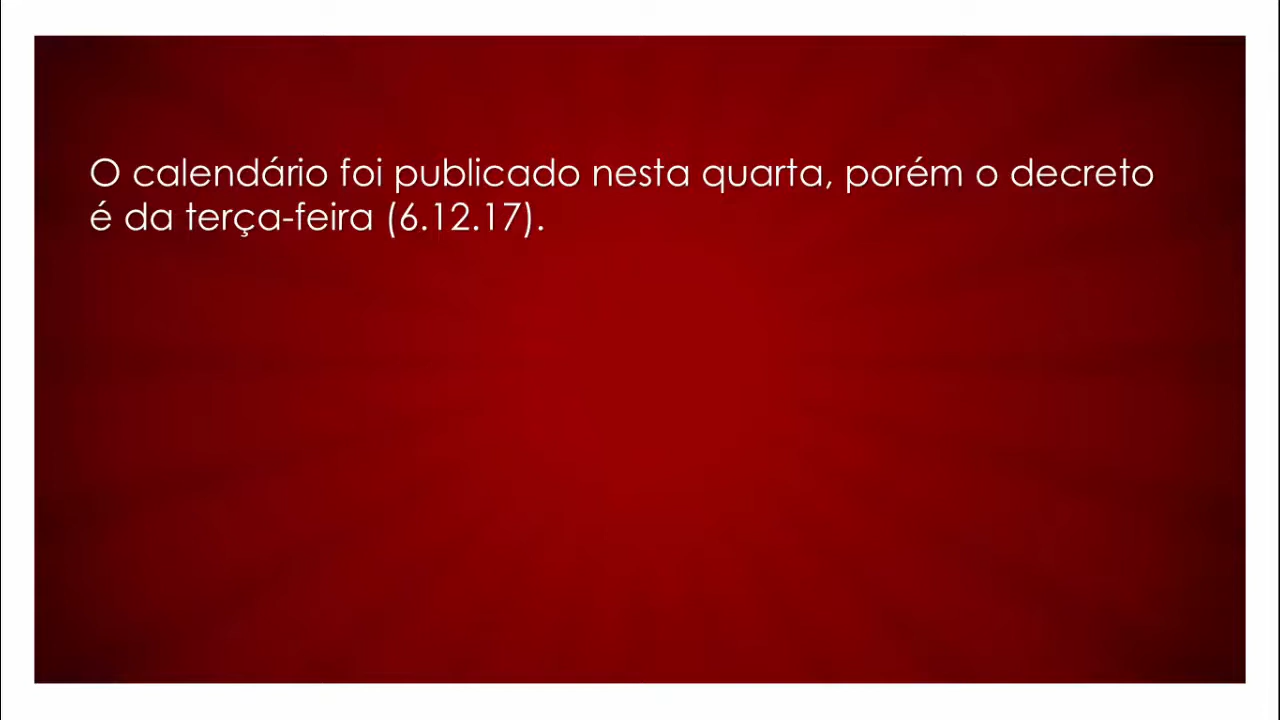 O calendário foi publicado nesta quarta, porém o decreto
é da terça-feira (6.12.17).